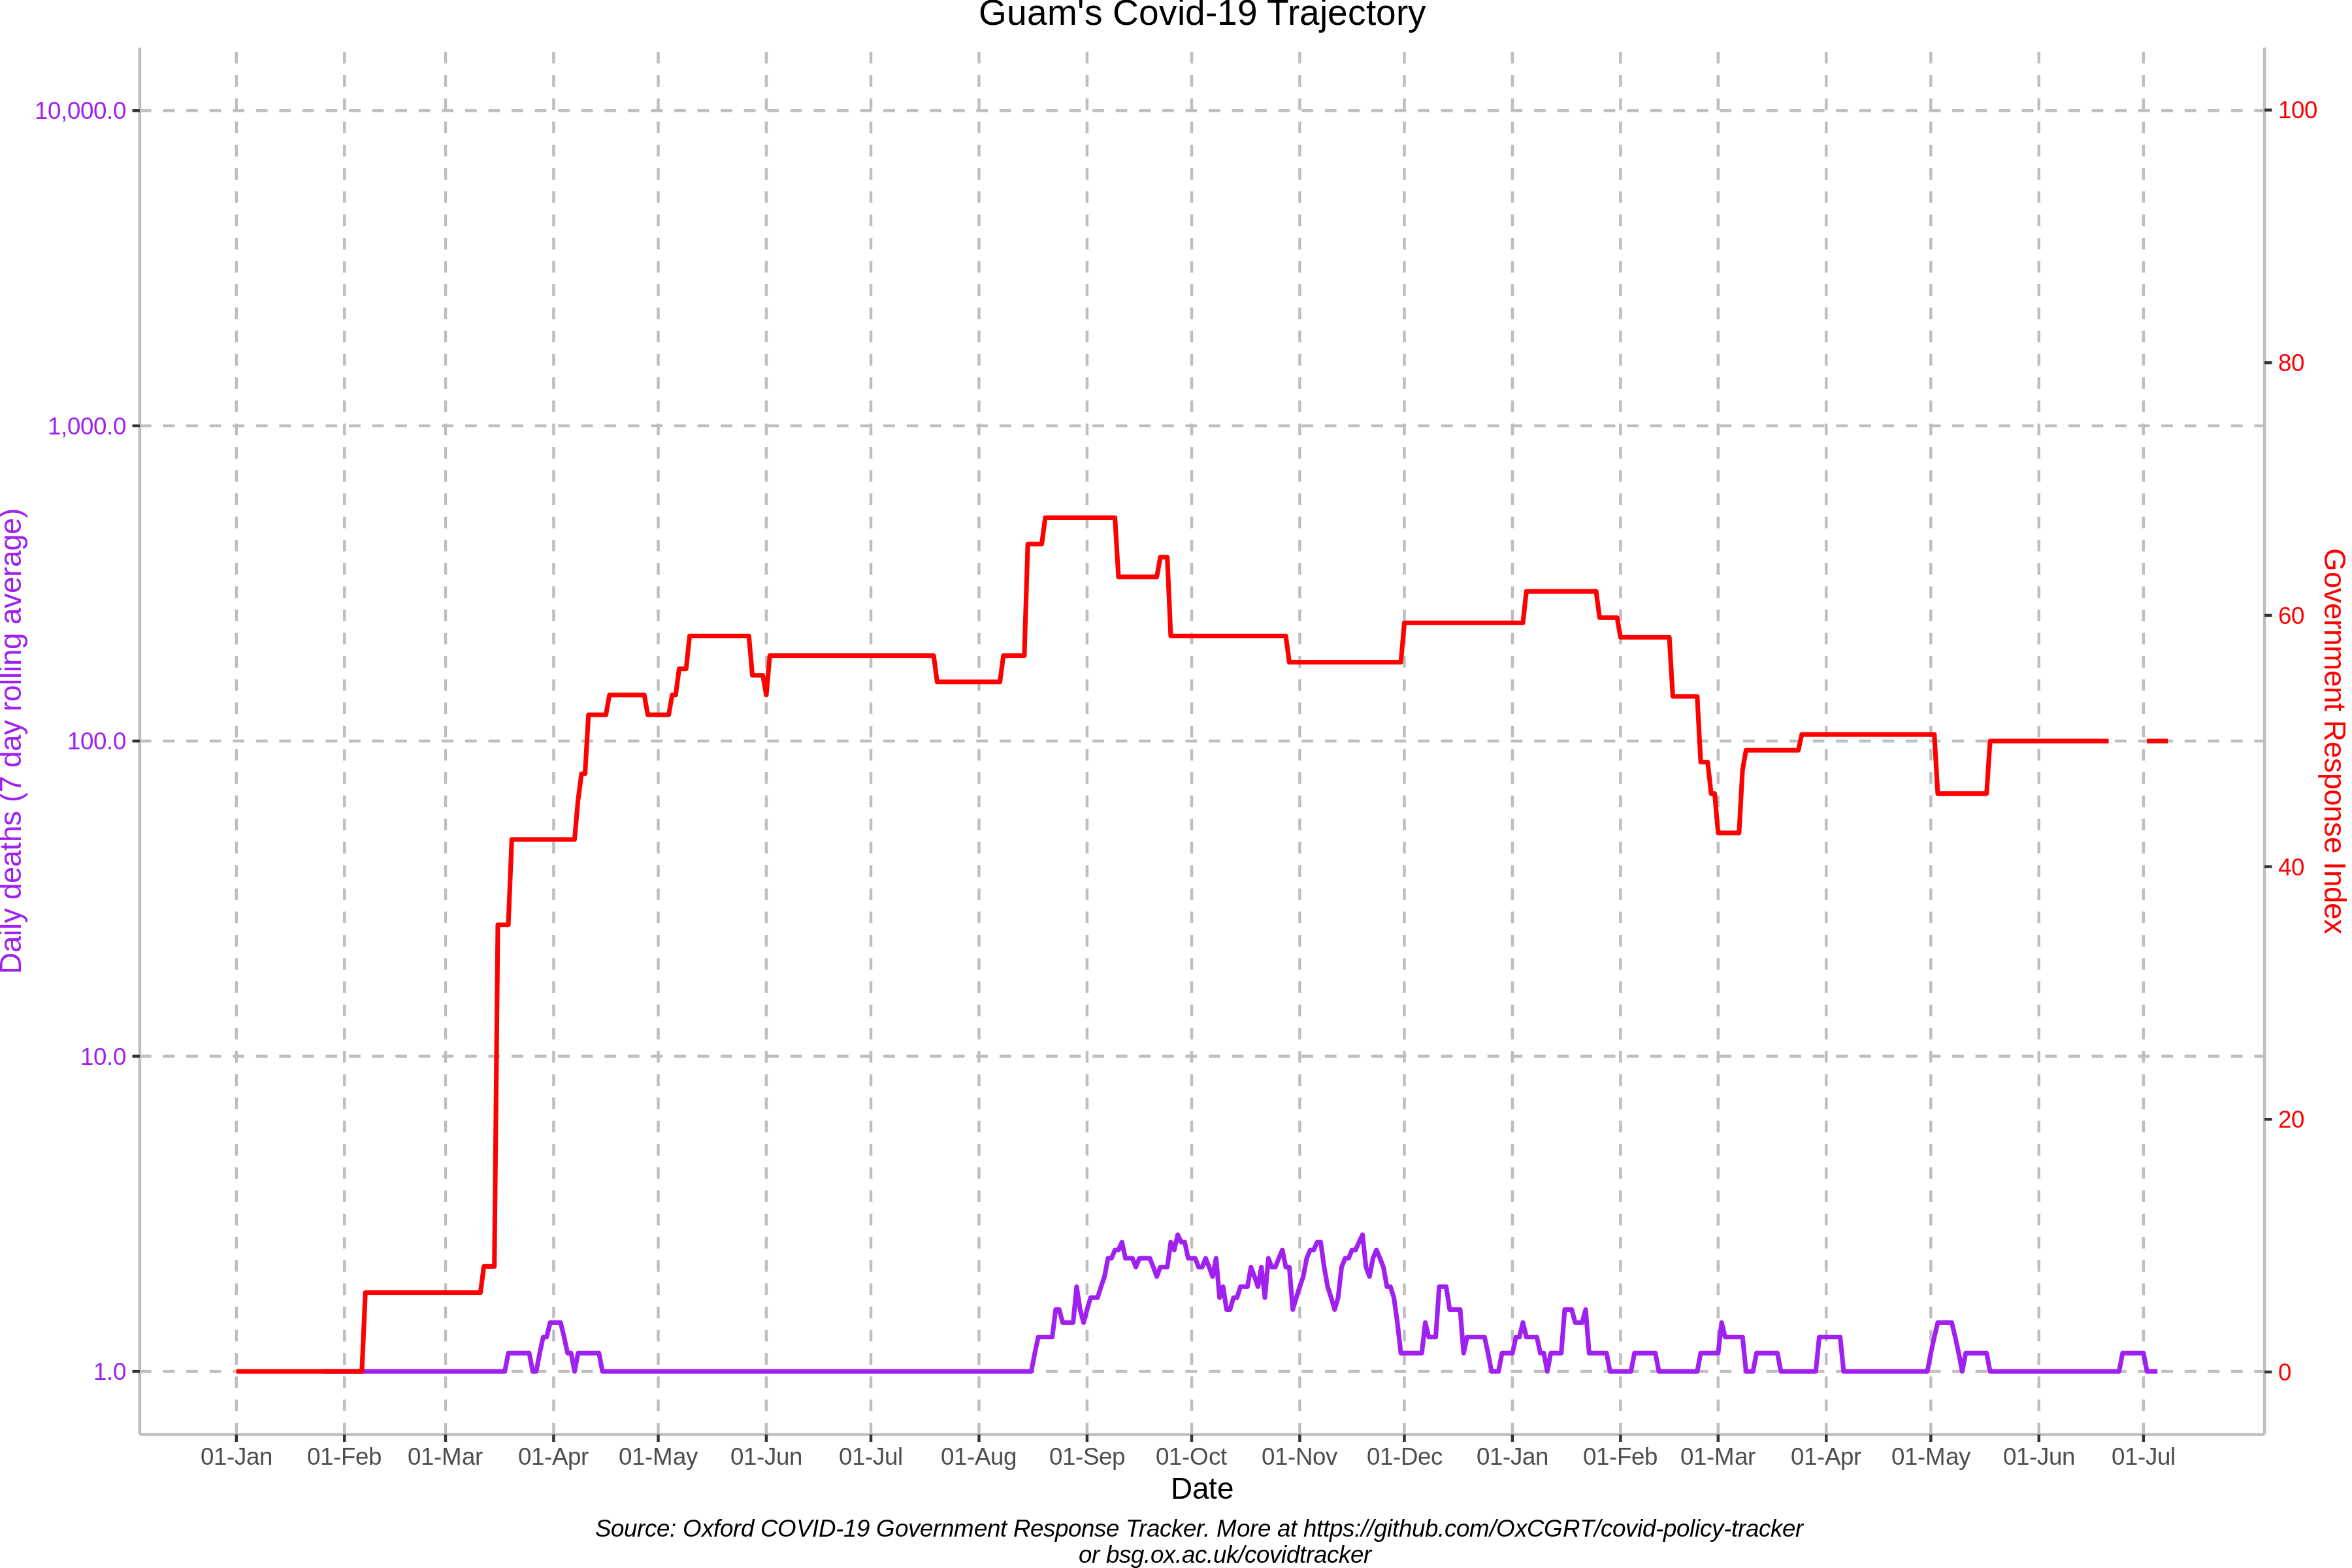 Guam's Covid-19 Trajectory
Daily deaths (7 day rolling average)
10,000.0
1,000.0
100.0
10.0
1.0
100
80
60
40
20
0
Government Response Index
01-Jan 01-Feb 01-Mar 01-Apr 01-May 01-Jun 01-Jul 01-Aug 01-Sep 01-Oct 01-Nov 01-Dec 01-Jan 01-Feb 01-Mar 01-Apr 01-May 01-Jun 01-Jul
Date
Source: Oxford COVID-19 Government Response Tracker. More at https://github.com/OxCGRT/covid-policy-tracker
or bsg.ox.ac.uk/covidtracker